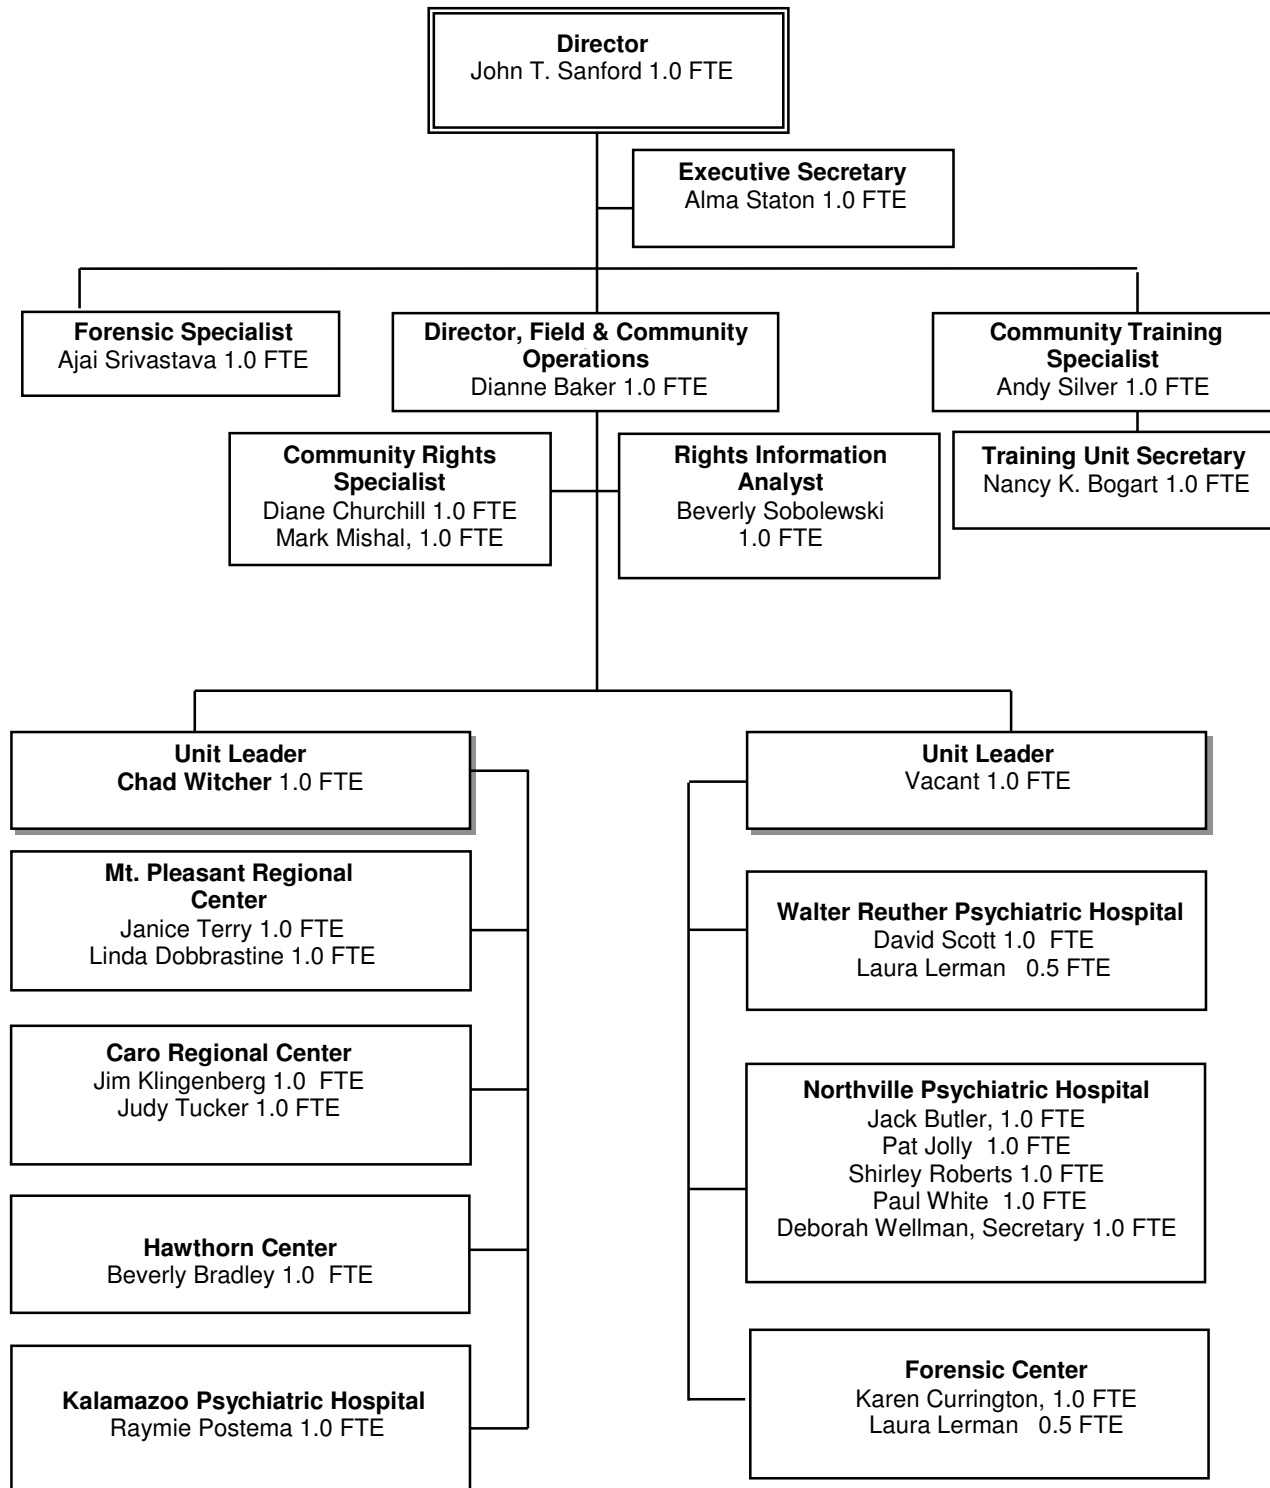 Director
John T. Sanford 1.0 FTE
Executive Secretary
Alma Staton 1.0 FTE
Forensic Specialist
Ajai Srivastava 1.0 FTE
Director, Field & Community
Operations
Dianne Baker 1.0 FTE
Community Training
Specialist
Andy Silver 1.0 FTE
Community Rights
Specialist
Diane Churchill 1.0 FTE
Mark Mishal, 1.0 FTE
Rights Information
Analyst
Beverly Sobolewski
1.0 FTE
Training Unit Secretary
Nancy K. Bogart 1.0 FTE
Unit Leader
Chad Witcher 1.0 FTE
Mt. Pleasant Regional
Center
Janice Terry 1.0 FTE
Linda Dobbrastine 1.0 FTE
Caro Regional Center
Jim Klingenberg 1.0 FTE
Judy Tucker 1.0 FTE
Hawthorn Center
Beverly Bradley 1.0 FTE
Kalamazoo Psychiatric Hospital
Raymie Postema 1.0 FTE
Unit Leader
Vacant 1.0 FTE
Walter Reuther Psychiatric Hospital
David Scott 1.0 FTE
Laura Lerman 0.5 FTE
Northville Psychiatric Hospital
Jack Butler, 1.0 FTE
Pat Jolly 1.0 FTE
Shirley Roberts 1.0 FTE
Paul White 1.0 FTE
Deborah Wellman, Secretary 1.0 FTE
Forensic Center
Karen Currington, 1.0 FTE
Laura Lerman 0.5 FTE